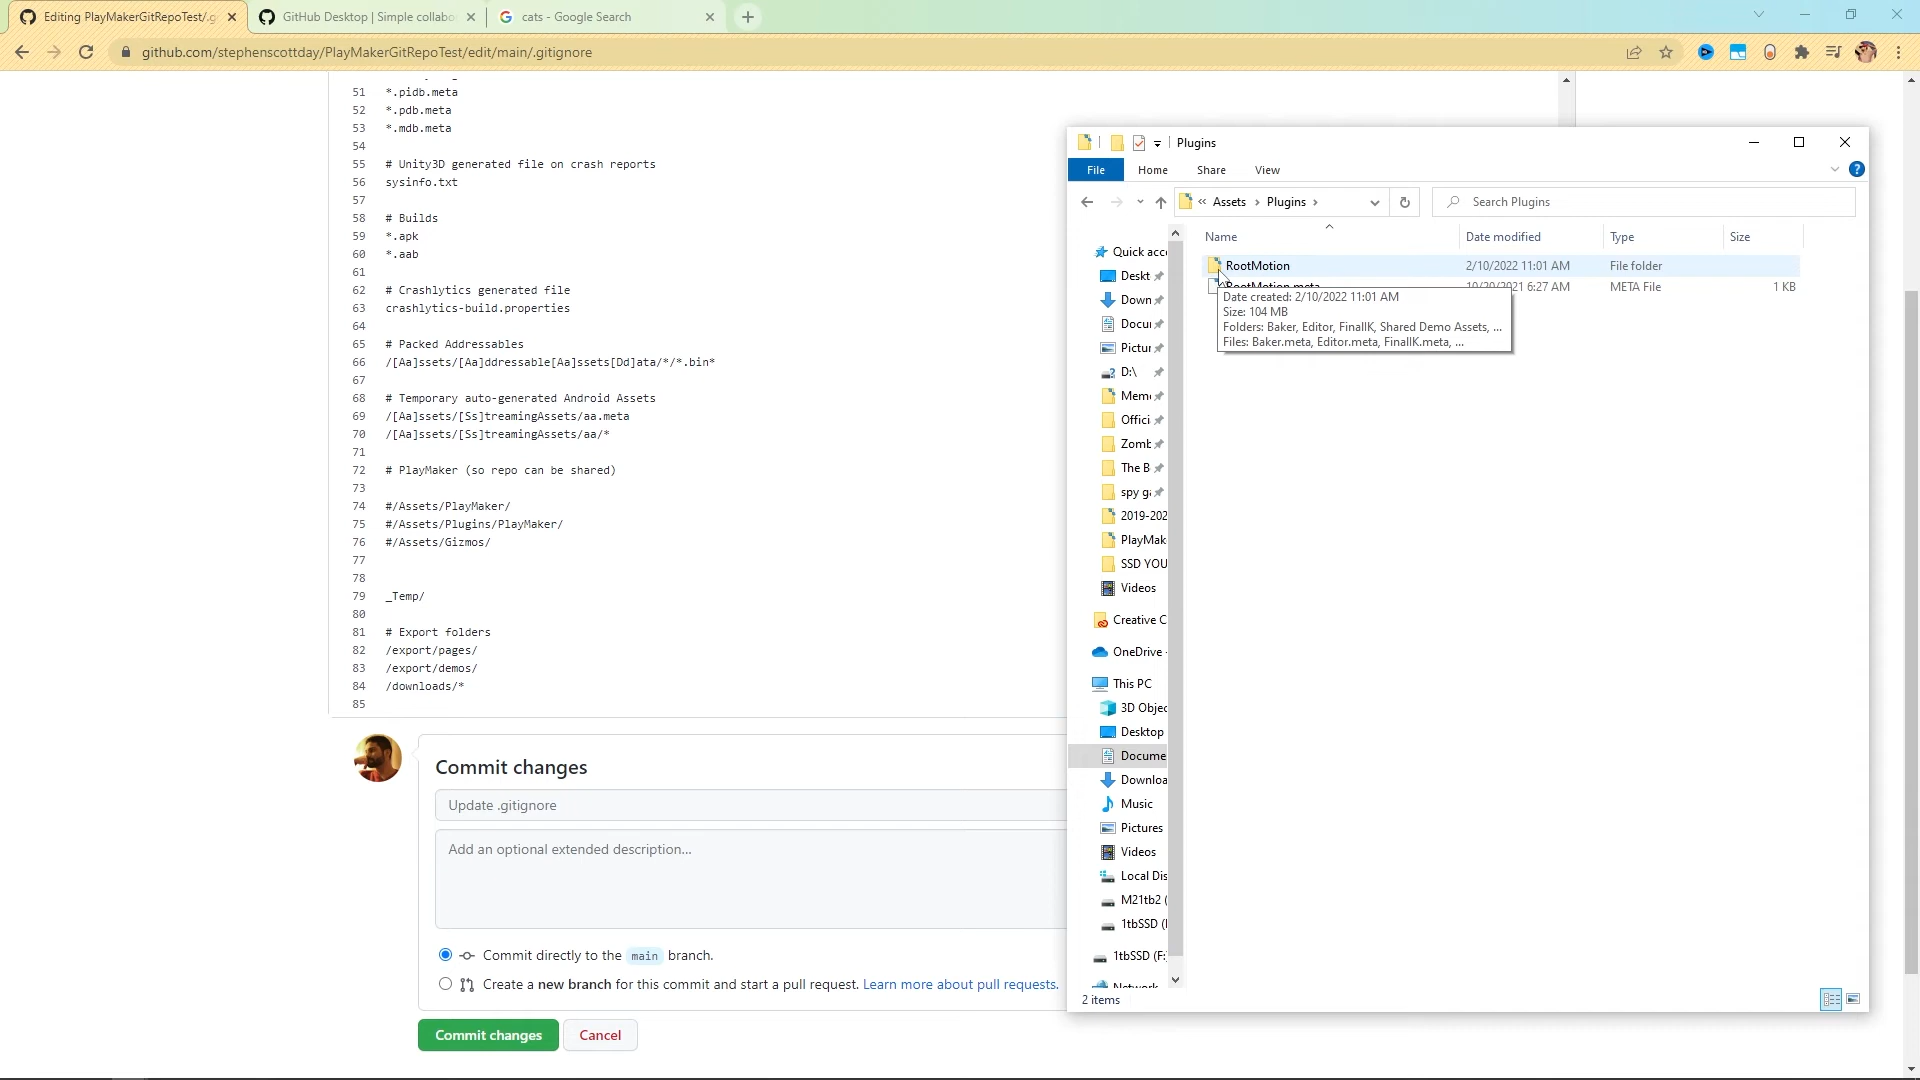 Editing PlayMakerGitRepoTest/.g
GitHub Desktop | Simple collabo
cats - Google Search
github.com/stephenscottday/PlayMakerGitRepoTest/edit/main/.gitignore
51 *.pidb.meta
52 *.pdb.meta
53 *.mdb.meta
54
55 # Unity3D generated file on crash reports
56 sysinfo.txt
57
58 # Builds
59 *.apk
60 *.aab
61
62 # Crashlytics generated file
63 crashlytics-build.properties
64
65 # Packed Addressables
66 /[Aa]ssets/[Aa]ddressable[Aa]ssets[Dd]ata/*/*.bin*
67
68 # Temporary auto-generated Android Assets
69 /[Aa]ssets/[Ss]treamingAssets/aa.meta
70 /[Aa]ssets/[Ss]treamingAssets/aa/*
71
72 # PlayMaker (so repo can be shared)
73
74 #/Assets/PlayMaker/
75 #/Assets/Plugins/PlayMaker/
76 #/Assets/Gizmos/
77
78
79 _Temp/
80
81 # Export folders
82 /export/pages/
83 /export/demos/
84 /downloads/*
85
Commit changes
Update .gitignore
Add an optional extended description...
Commit directly to the main branch.
Create a new branch for this commit and start a pull request. Learn more about pull requests.
Commit changes
Cancel
Plugins
File Home Share View
« Assets › Plugins ›
Search Plugins
Name Date modified Type Size
RootMotion 2/10/2022 11:01 AM File folder
RootMotion.meta 10/20/2021 6:27 AM META File 1 KB
Date created: 2/10/2022 11:01 AM
Size: 104 MB
Folders: Baker, Editor, FinalIK, Shared Demo Assets, ...
Files: Baker.meta, Editor.meta, FinalIK.meta, ...
Quick acc
Deskt
Down
Docu
Pictur
D:\
Mem
Offici
Zomb
The B
spy g
2019-202
PlayMak
SSD YOU
Videos
Creative C
OneDrive -
This PC
3D Objec
Desktop
Docume
Downloa
Music
Pictures
Videos
Local Dis
M21tb2 (
1tbSSD (
1tbSSD (F:
Network
2 items